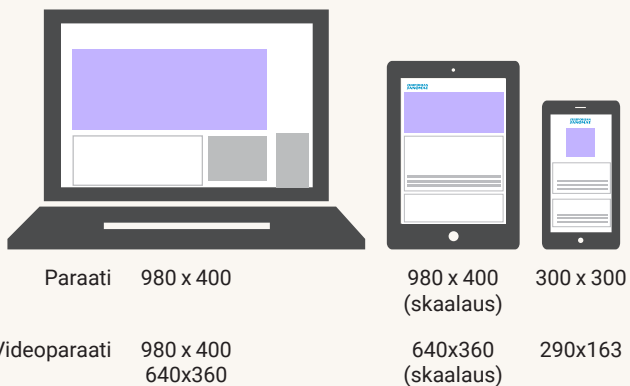 Paraati 980 x 400 980 x 400 300 x 300
(skaalaus)
Videoparaati 980 x 400 640x360 290x163
640x360 (skaalaus)